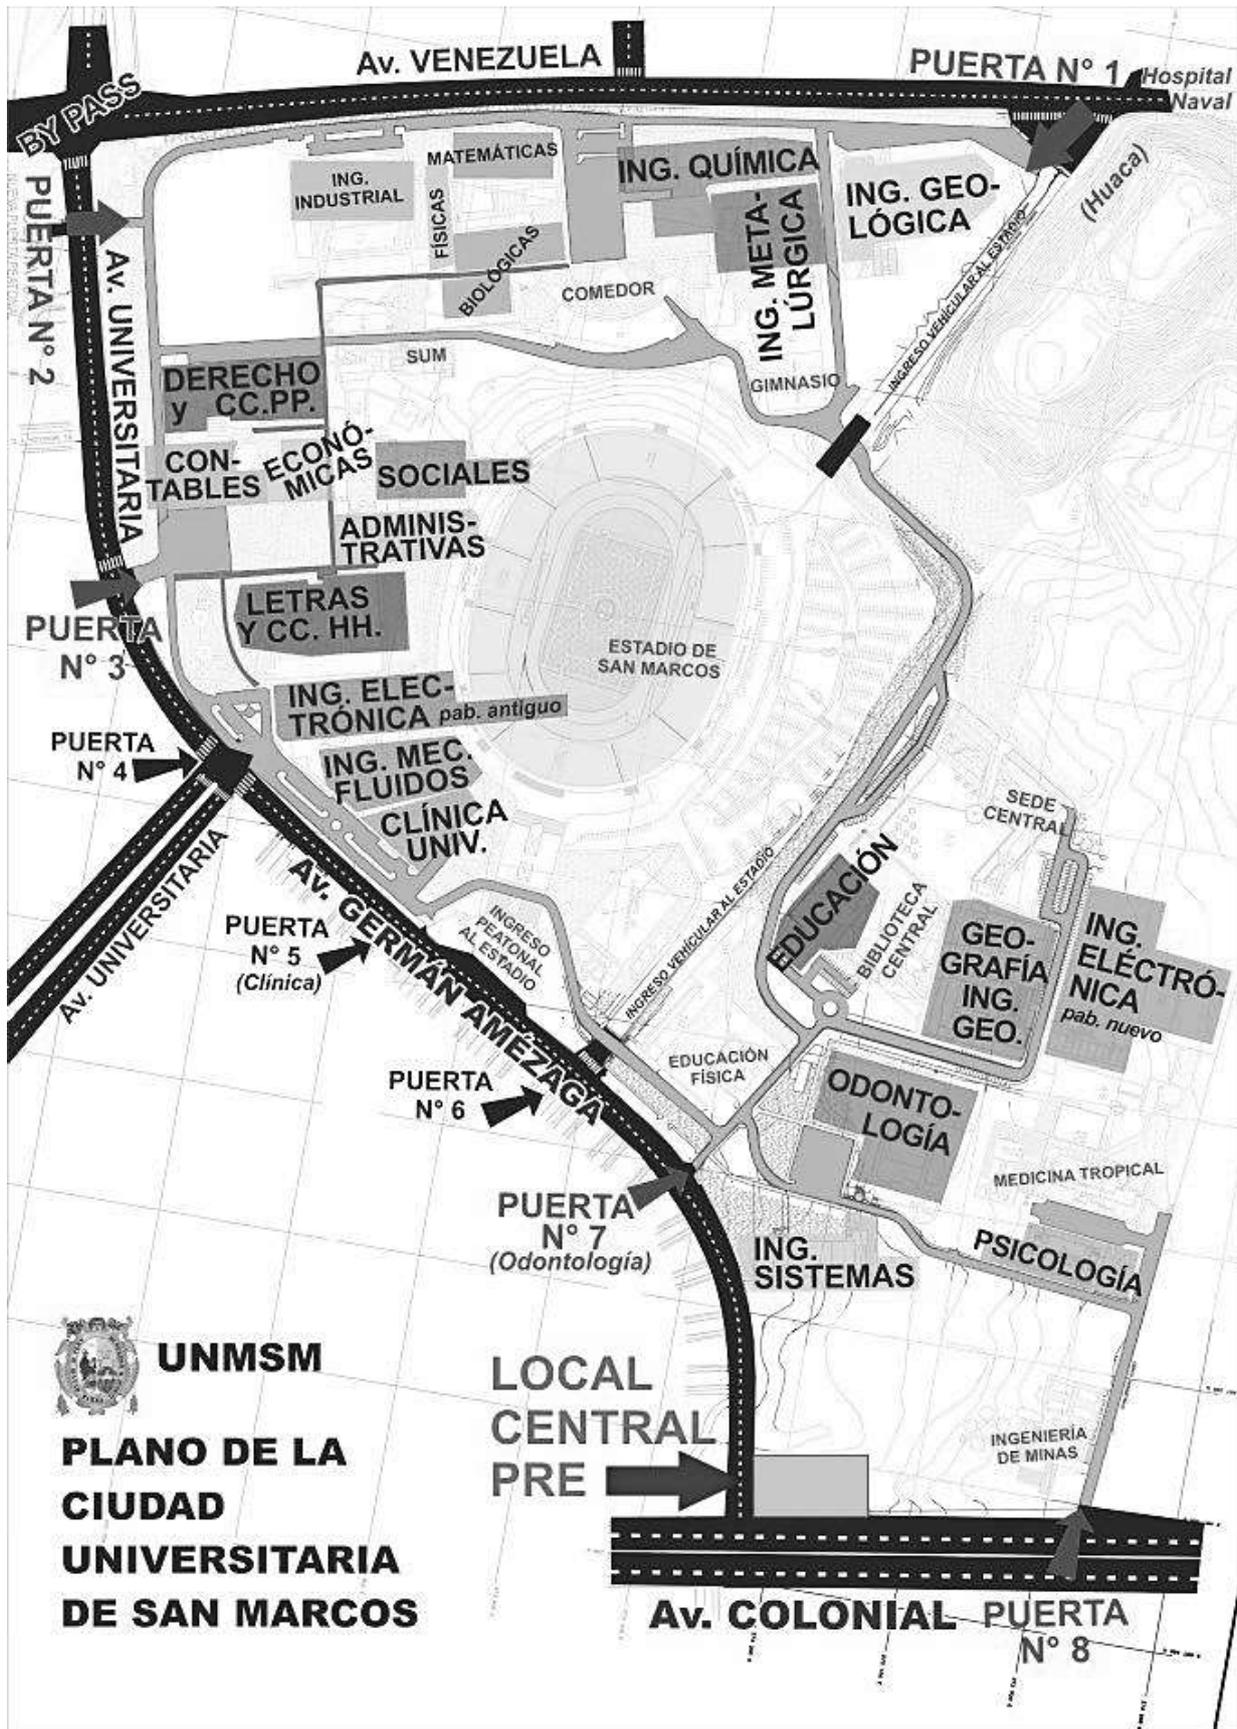 Av. VENEZUELA
PUERTA N° 1
Hospital
Naval
BY PASS
(Huaca)
PUERTA N° 2
Av. UNIVERSITARIA
ING.
INDUSTRIAL
MATEMÁTICAS
FÍSICAS
BIOLÓGICAS
ING. QUÍMICA
ING. META-
LÚRGICA
ING. GEO-
LÓGICA
INGRESO VEHÍCULAR AL ESTADIO
COMEDOR
SUM
GIMNASIO
DERECHO
y CC.PP.
CON-
TABLES
ECONÓ-
MICAS
SOCIALES
ADMINIS-
TRATIVAS
LETRAS
Y CC. HH.
PUERTA
N° 3
ESTADIO DE
SAN MARCOS
ING. ELEC-
TRÓNICA pab. antiguo
PUERTA
N° 4
ING. MEC.
FLUIDOS
CLÍNICA
UNIV.
Av. UNIVERSITARIA
Av. GERMÁN AMÉZAGA
SEDE
CENTRAL
EDUCACIÓN
BIBLIOTECA
CENTRAL
GEO-
GRAFÍA
ING.
GEO.
ING.
ELÉCTRÓ-
NICA
pab. nuevo
PUERTA
N° 5
(Clínica)
INGRESO
PEATONAL
AL ESTADIO
INGRESO VEHÍCULAR AL ESTADIO
EDUCACIÓN
FÍSICA
PUERTA
N° 6
ODONTO-
LOGÍA
MEDICINA TROPICAL
PUERTA
N° 7
(Odontología)
ING.
SISTEMAS
PSICOLOGÍA
UNMSM
PLANO DE LA
CIUDAD
UNIVERSITARIA
DE SAN MARCOS
LOCAL
CENTRAL
PRE
INGENIERÍA
DE MINAS
Av. COLONIAL
PUERTA
N° 8